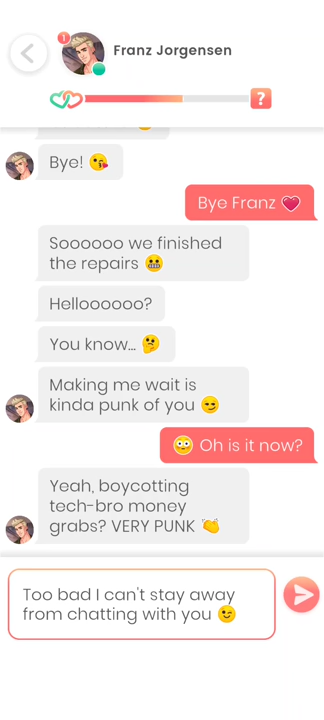 1
Franz Jorgensen
?
Bye! 😘
Bye Franz 💗
Soooooo we finished
the repairs 😬
Helloooooo?
You know... 🤔
Making me wait is
kinda punk of you 😏
😳 Oh is it now?
Yeah, boycotting
tech-bro money
grabs? VERY PUNK 👏
Too bad I can't stay away
from chatting with you 😉